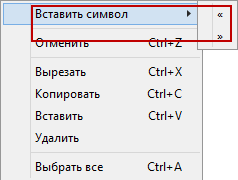 Вставить символ «
»
Отменить Ctrl+Z
Вырезать Ctrl+X
Копировать Ctrl+C
Вставить Ctrl+V
Удалить
Выбрать все Ctrl+A